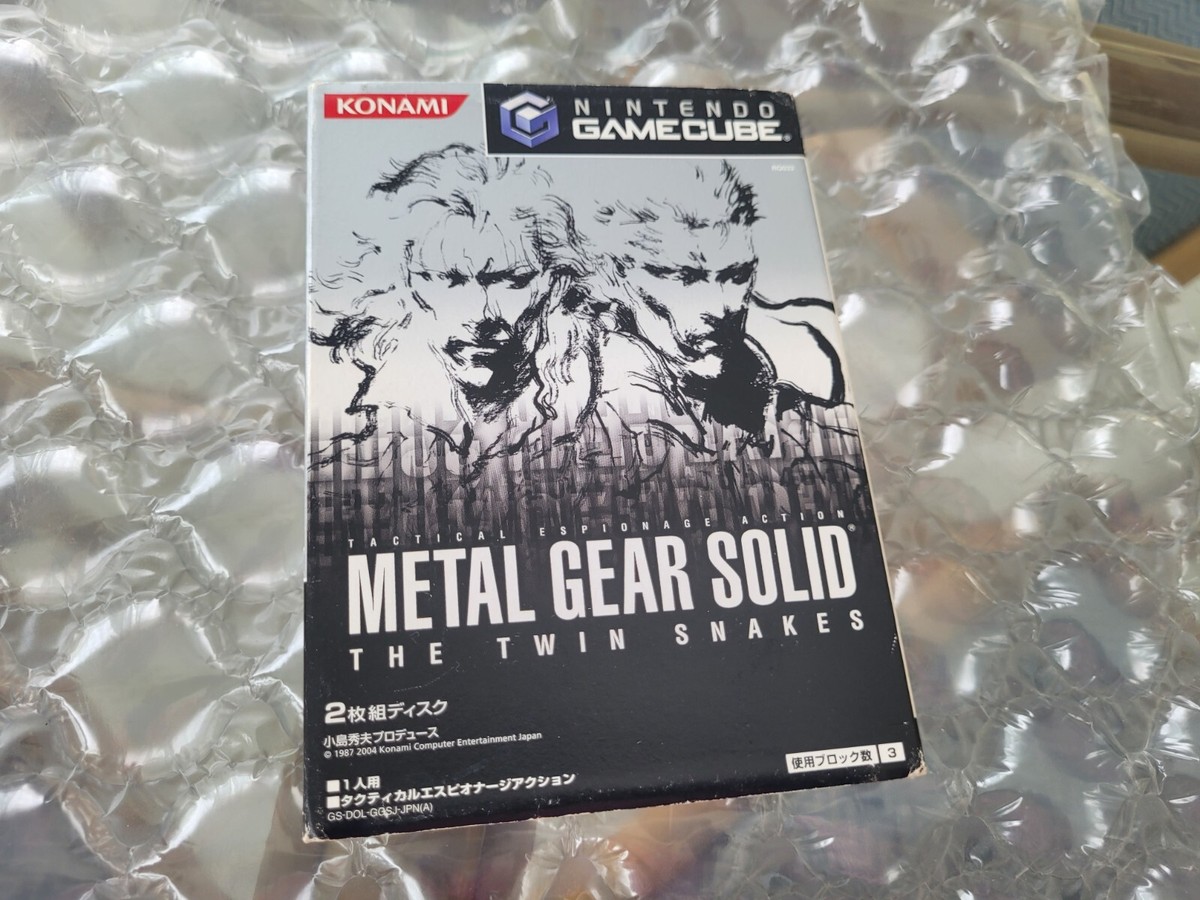 KONAMI
NINTENDO
GAMECUBE®
TACTICAL ESPIONAGE ACTION
METAL GEAR SOLID®
THE TWIN SNAKES
2枚組ディスク
小島秀夫プロデュース
© 1987 2004 Konami Computer Entertainment Japan
使用ブロック数 3
■1人用
■タクティカルエスピオナージアクション
GS-DOL-GGSJ-JPN(A)